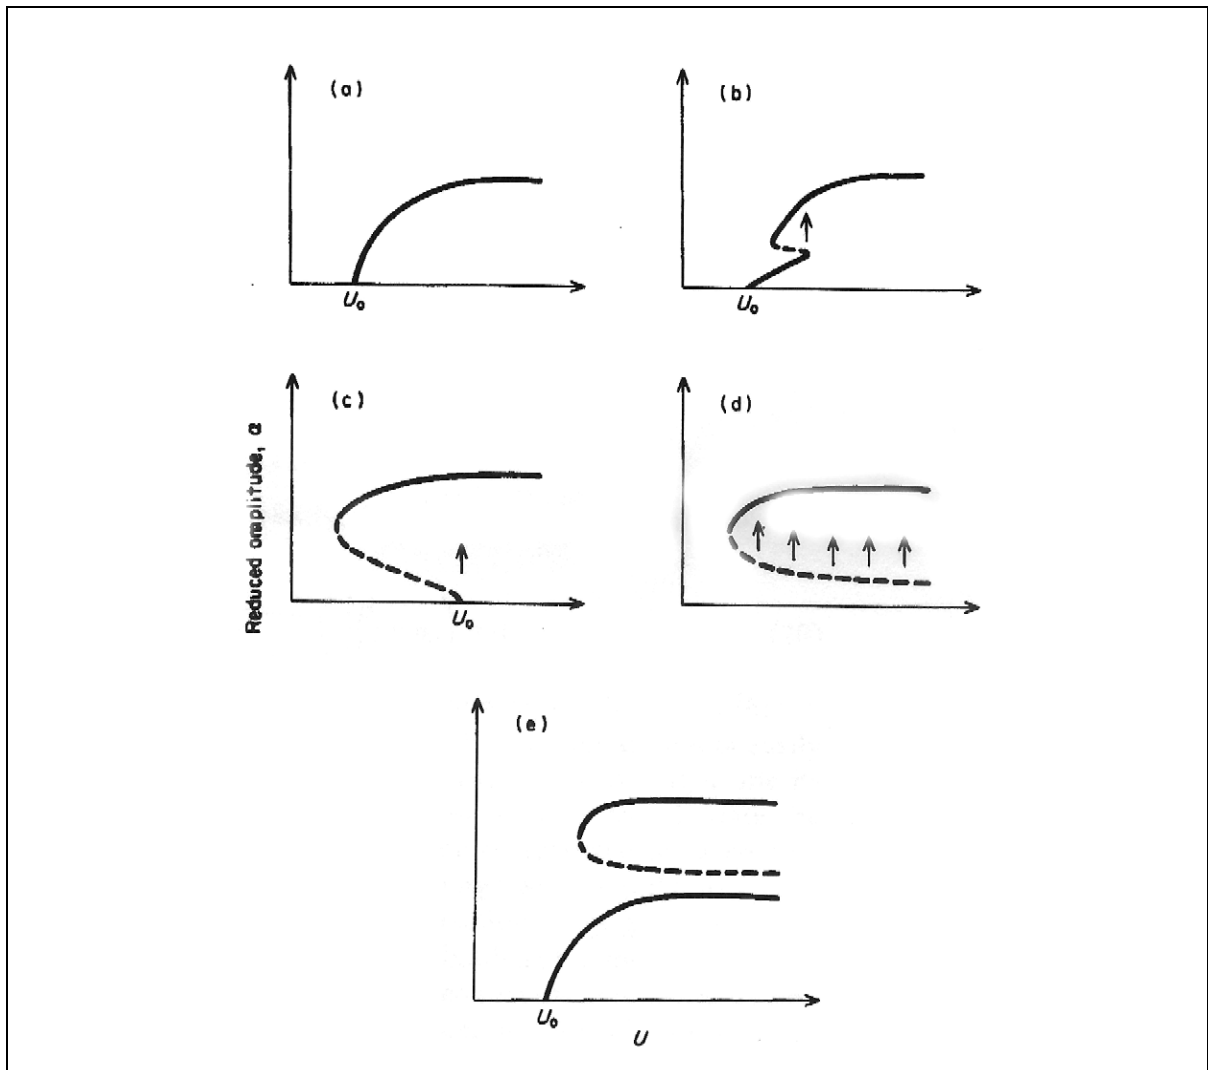 (a)
(b)
U₀
U₀
(c)
(d)
Reduced amplitude, α
U₀
(e)
U₀
U